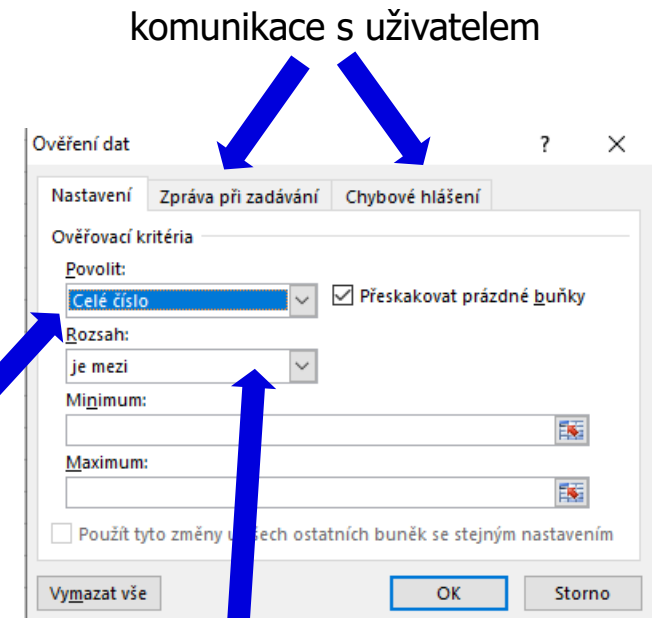 komunikace s uživatelem
Ověření dat ?
Nastavení Zpráva při zadávání Chybové hlášení
Ověřovací kritéria
Povolit:
Celé číslo Přeskakovat prázdné buňky
Rozsah:
je mezi
Minimum:
Maximum:
Použít tyto změny u všech ostatních buněk se stejným nastavením
Vymazat vše OK Storno